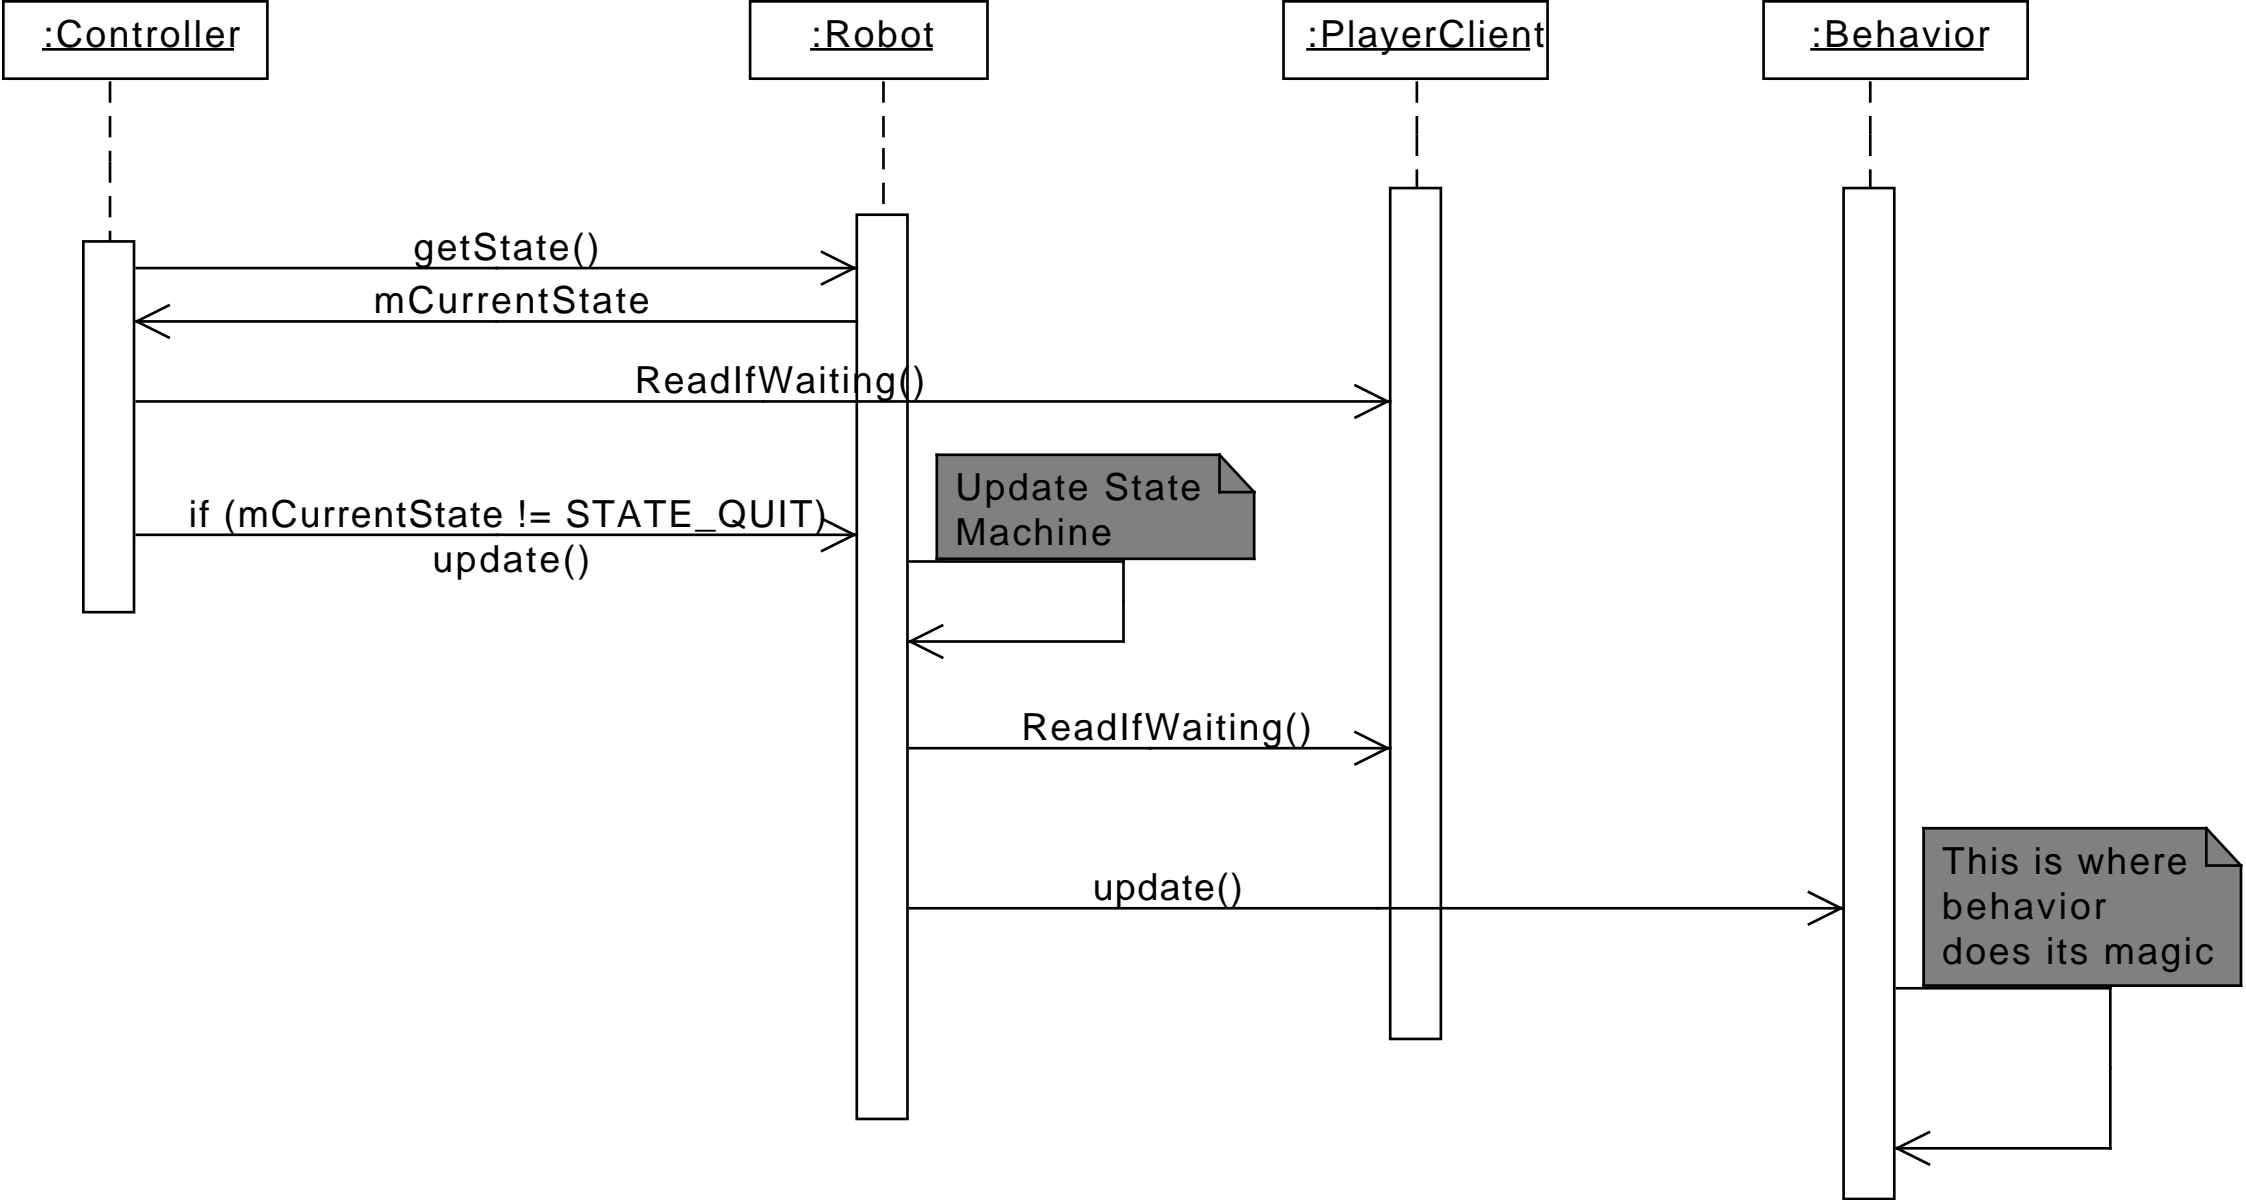 :Controller
:Robot
:PlayerClient
:Behavior
getState()
mCurrentState
ReadIfWaiting()
Update State
Machine
if (mCurrentState != STATE_QUIT)
update()
ReadIfWaiting()
update()
This is where
behavior
does its magic